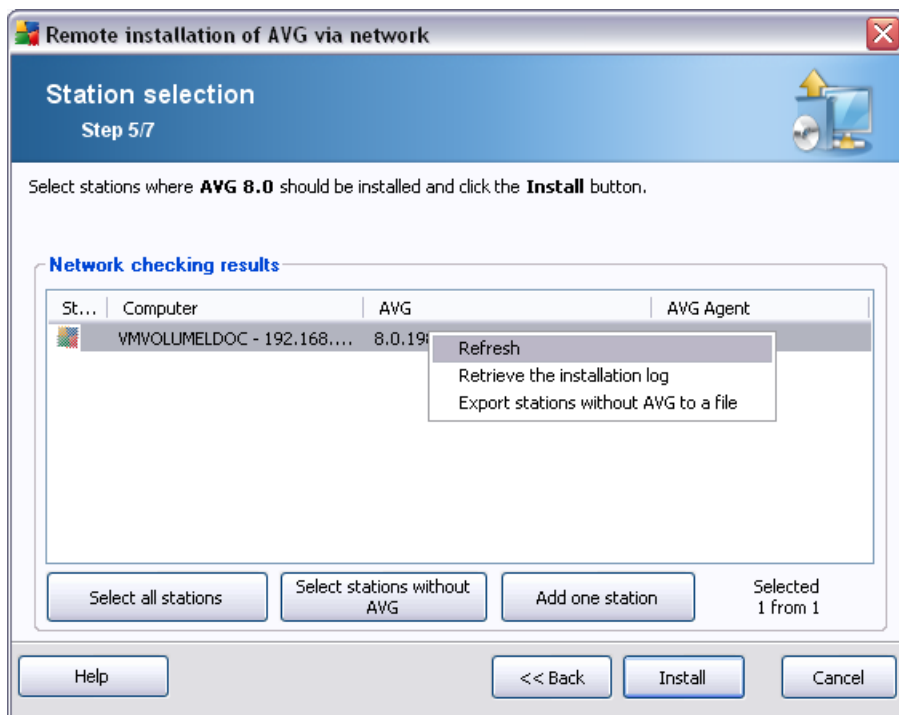 Remote installation of AVG via network
Station selection
Step 5/7
Select stations where AVG 8.0 should be installed and click the Install button.
Network checking results
St... Computer AVG AVG Agent
VMVOLUMELDOC - 192.168.... 8.0.19
Refresh
Retrieve the installation log
Export stations without AVG to a file
Select all stations
Select stations without
AVG
Add one station
Selected
1 from 1
Help
<< Back
Install
Cancel